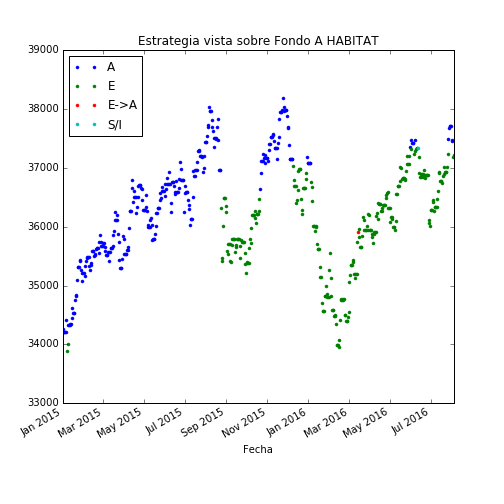 Estrategia vista sobre Fondo A HABITAT
39000
38000
37000
36000
35000
34000
33000
A
E
E->A
S/I
Jan 2015
Mar 2015
May 2015
Jul 2015
Sep 2015
Nov 2015
Jan 2016
Mar 2016
May 2016
Jul 2016
Fecha